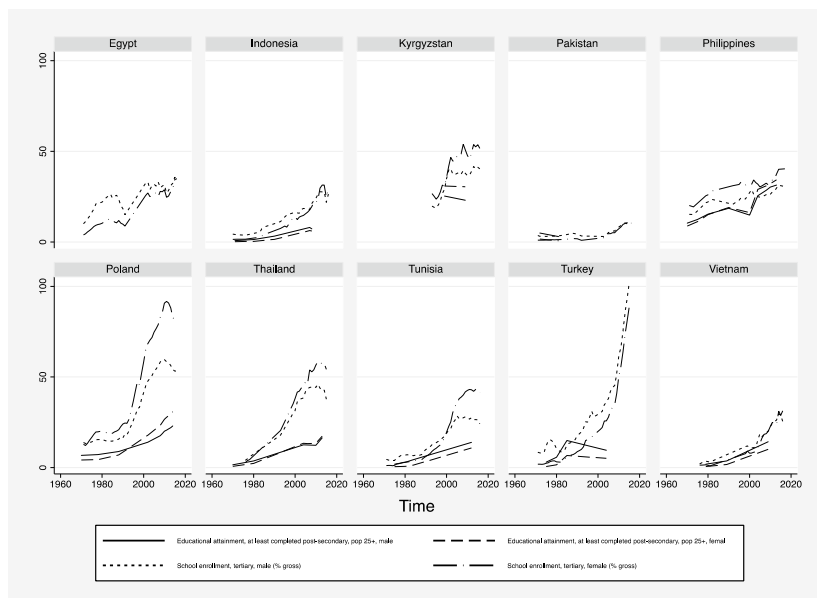 Egypt Indonesia Kyrgyzstan Pakistan Philippines
100
50
0
Poland Thailand Tunisia Turkey Vietnam
100
50
0
1960 1980 2000 2020 1960 1980 2000 2020 1960 1980 2000 2020 1960 1980 2000 2020 1960 1980 2000 2020
Time
Educational attainment, at least completed post-secondary, pop 25+, male Educational attainment, at least completed post-secondary, pop 25+, femal
School enrollment, tertiary, male (% gross) School enrollment, tertiary, female (% gross)